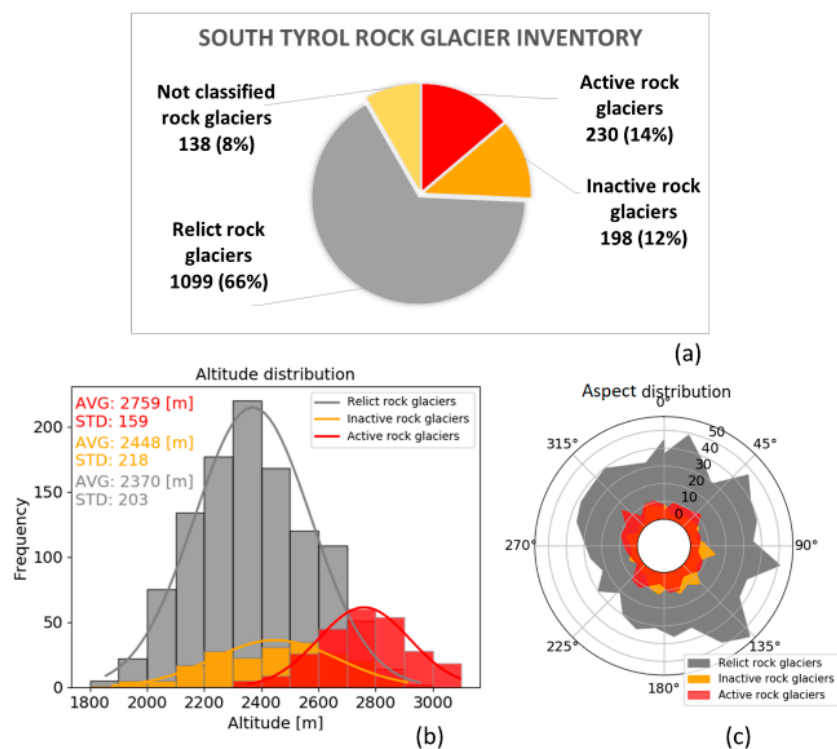 SOUTH TYROL ROCK GLACIER INVENTORY
Not classified
rock glaciers
138 (8%)
Active rock
glaciers
230 (14%)
Inactive rock
glaciers
198 (12%)
Relict rock
glaciers
1099 (66%)
(a)
Altitude distribution
AVG: 2759 [m]
STD: 159
AVG: 2448 [m]
STD: 218
AVG: 2370 [m]
STD: 203
Relict rock glaciers
Inactive rock glaciers
Active rock glaciers
Frequency
200
150
100
50
0
1800 2000 2200 2400 2600 2800 3000
Altitude [m]
(b)
Aspect distribution
0°
45°
90°
135°
180°
225°
270°
315°
50
40
30
20
10
0
Relict rock glaciers
Inactive rock glaciers
Active rock glaciers
(c)